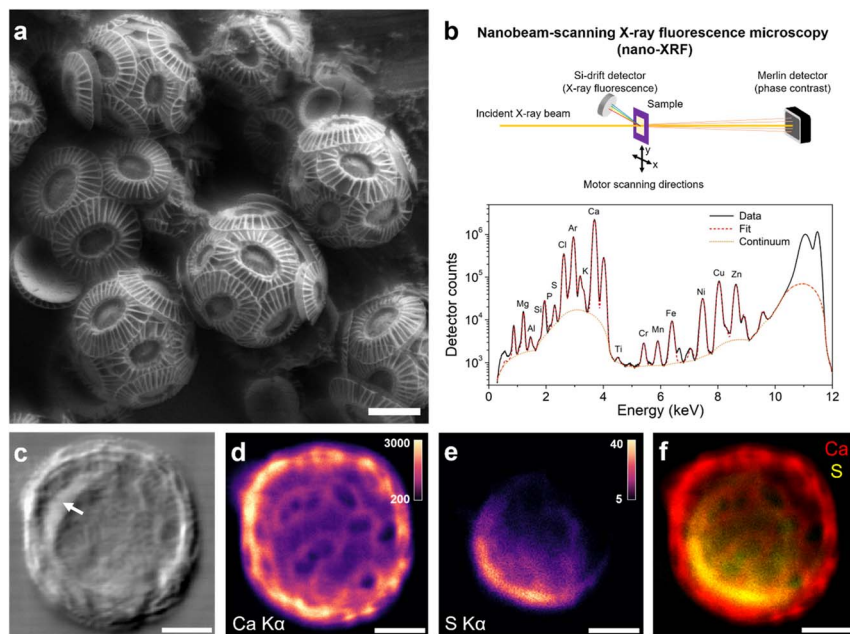 a
b
Nanobeam-scanning X-ray fluorescence microscopy
(nano-XRF)
Si-drift detector
(X-ray fluorescence)
Sample
Merlin detector
(phase contrast)
Incident X-ray beam
y
x
Motor scanning directions
Detector counts
10⁶
10⁵
10⁴
10³
Mg
Al
Si
P
S
Cl
Ar
K
Ca
Ti
Cr
Mn
Fe
Ni
Cu
Zn
Data
Fit
Continuum
0 2 4 6 8 10 12
Energy (keV)
c
d
3000
200
Ca Kα
e
40
5
S Kα
f
Ca
S